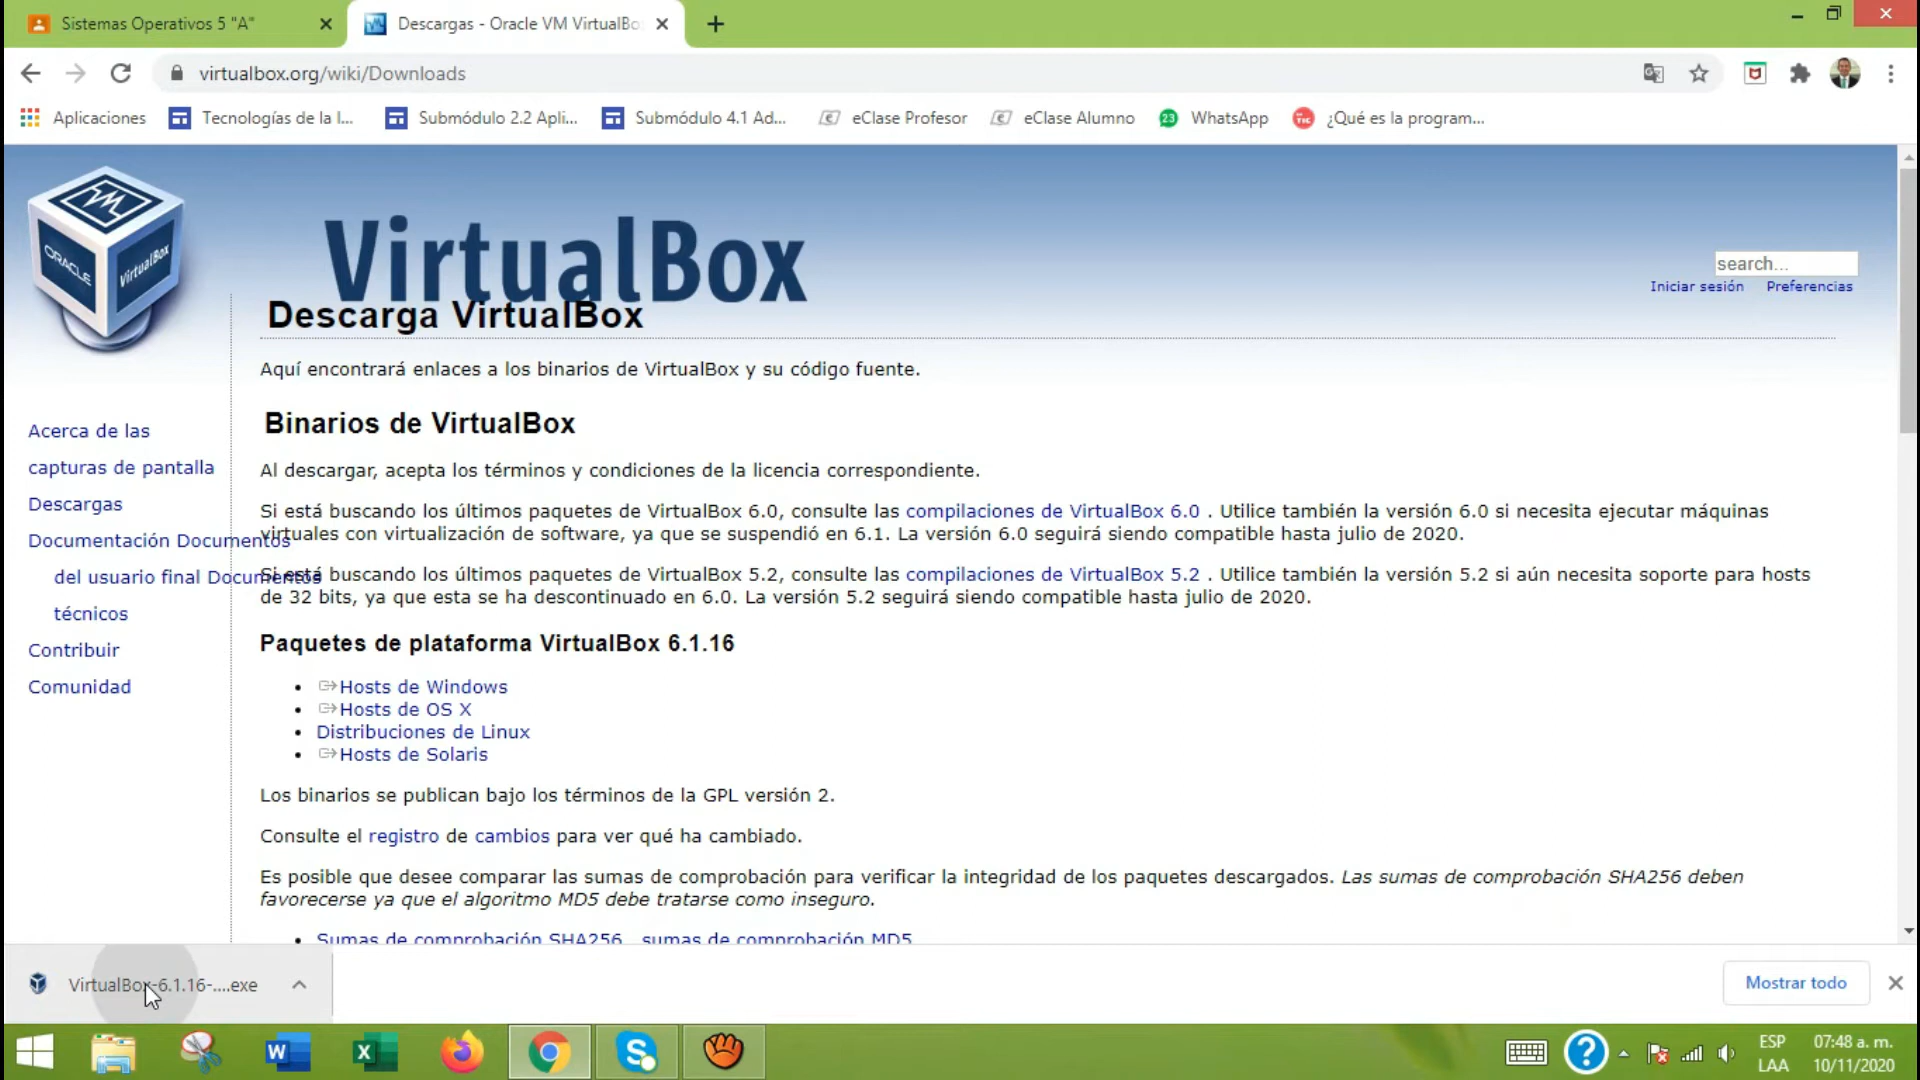 Sistemas Operativos 5 "A"
Descargas - Oracle VM VirtualBo
virtualbox.org/wiki/Downloads
Aplicaciones
Tecnologías de la I...
Submódulo 2.2 Apli...
Submódulo 4.1 Ad...
eClase Profesor
eClase Alumno
23
WhatsApp
TIC
¿Qué es la program...
ORACLE
VirtualBox
VirtualBox
search...
Iniciar sesión
Preferencias
Descarga VirtualBox
Aquí encontrará enlaces a los binarios de VirtualBox y su código fuente.
Binarios de VirtualBox
Al descargar, acepta los términos y condiciones de la licencia correspondiente.
Si está buscando los últimos paquetes de VirtualBox 6.0, consulte las compilaciones de VirtualBox 6.0 . Utilice también la versión 6.0 si necesita ejecutar máquinas
virtuales con virtualización de software, ya que se suspendió en 6.1. La versión 6.0 seguirá siendo compatible hasta julio de 2020.
Si está buscando los últimos paquetes de VirtualBox 5.2, consulte las compilaciones de VirtualBox 5.2 . Utilice también la versión 5.2 si aún necesita soporte para hosts
de 32 bits, ya que esta se ha descontinuado en 6.0. La versión 5.2 seguirá siendo compatible hasta julio de 2020.
Paquetes de plataforma VirtualBox 6.1.16
Hosts de Windows
Hosts de OS X
Distribuciones de Linux
Hosts de Solaris
Los binarios se publican bajo los términos de la GPL versión 2.
Consulte el registro de cambios para ver qué ha cambiado.
Es posible que desee comparar las sumas de comprobación para verificar la integridad de los paquetes descargados. Las sumas de comprobación SHA256 deben
favorecerse ya que el algoritmo MD5 debe tratarse como inseguro.
Sumas de comprobación SHA256 , sumas de comprobación MD5
Acerca de las
capturas de pantalla
Descargas
Documentación Documentos
del usuario final Documentos
técnicos
Contribuir
Comunidad
VirtualBox-6.1.16-....exe
Mostrar todo
ESP
LAA
07:48 a. m.
10/11/2020